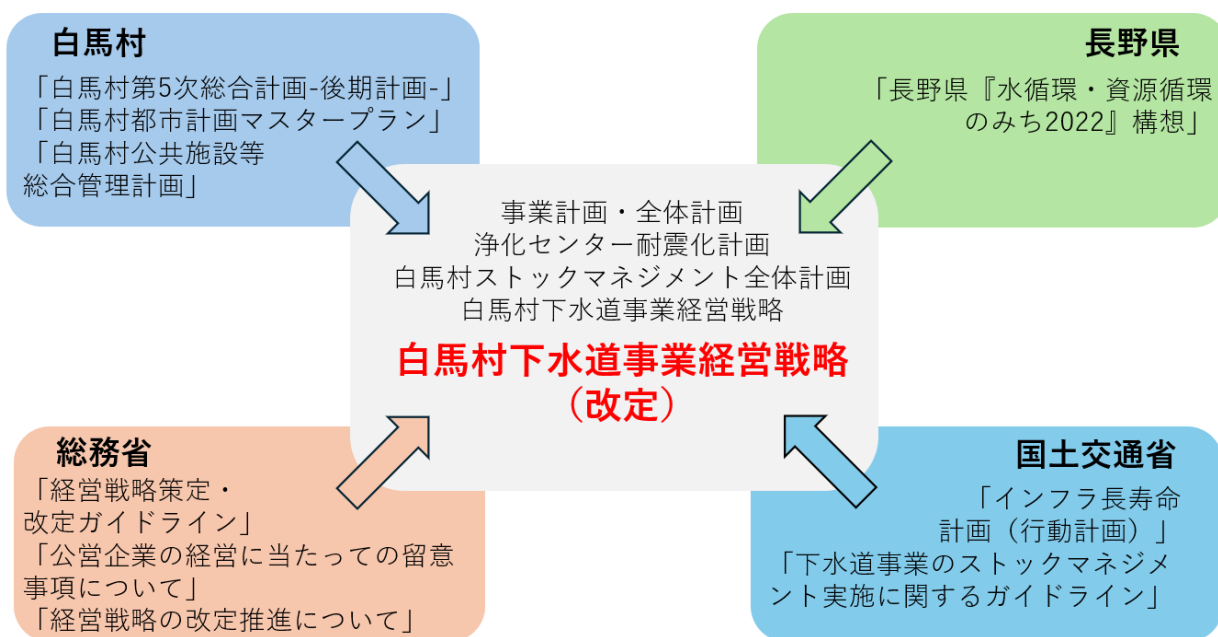 白馬村
「白馬村第5次総合計画-後期計画-」
「白馬村都市計画マスタープラン」
「白馬村公共施設等
総合管理計画」
長野県
「長野県『水循環・資源循環
のみち2022』構想」
事業計画・全体計画
浄化センター耐震化計画
白馬村ストックマネジメント全体計画
白馬村下水道事業経営戦略
白馬村下水道事業経営戦略
（改定）
総務省
「経営戦略策定・
改定ガイドライン」
「公営企業の経営に当たっての留意
事項について」
「経営戦略の改定推進について」
国土交通省
「インフラ長寿命
計画（行動計画）」
「下水道事業のストックマネジメ
ント実施に関するガイドライン」